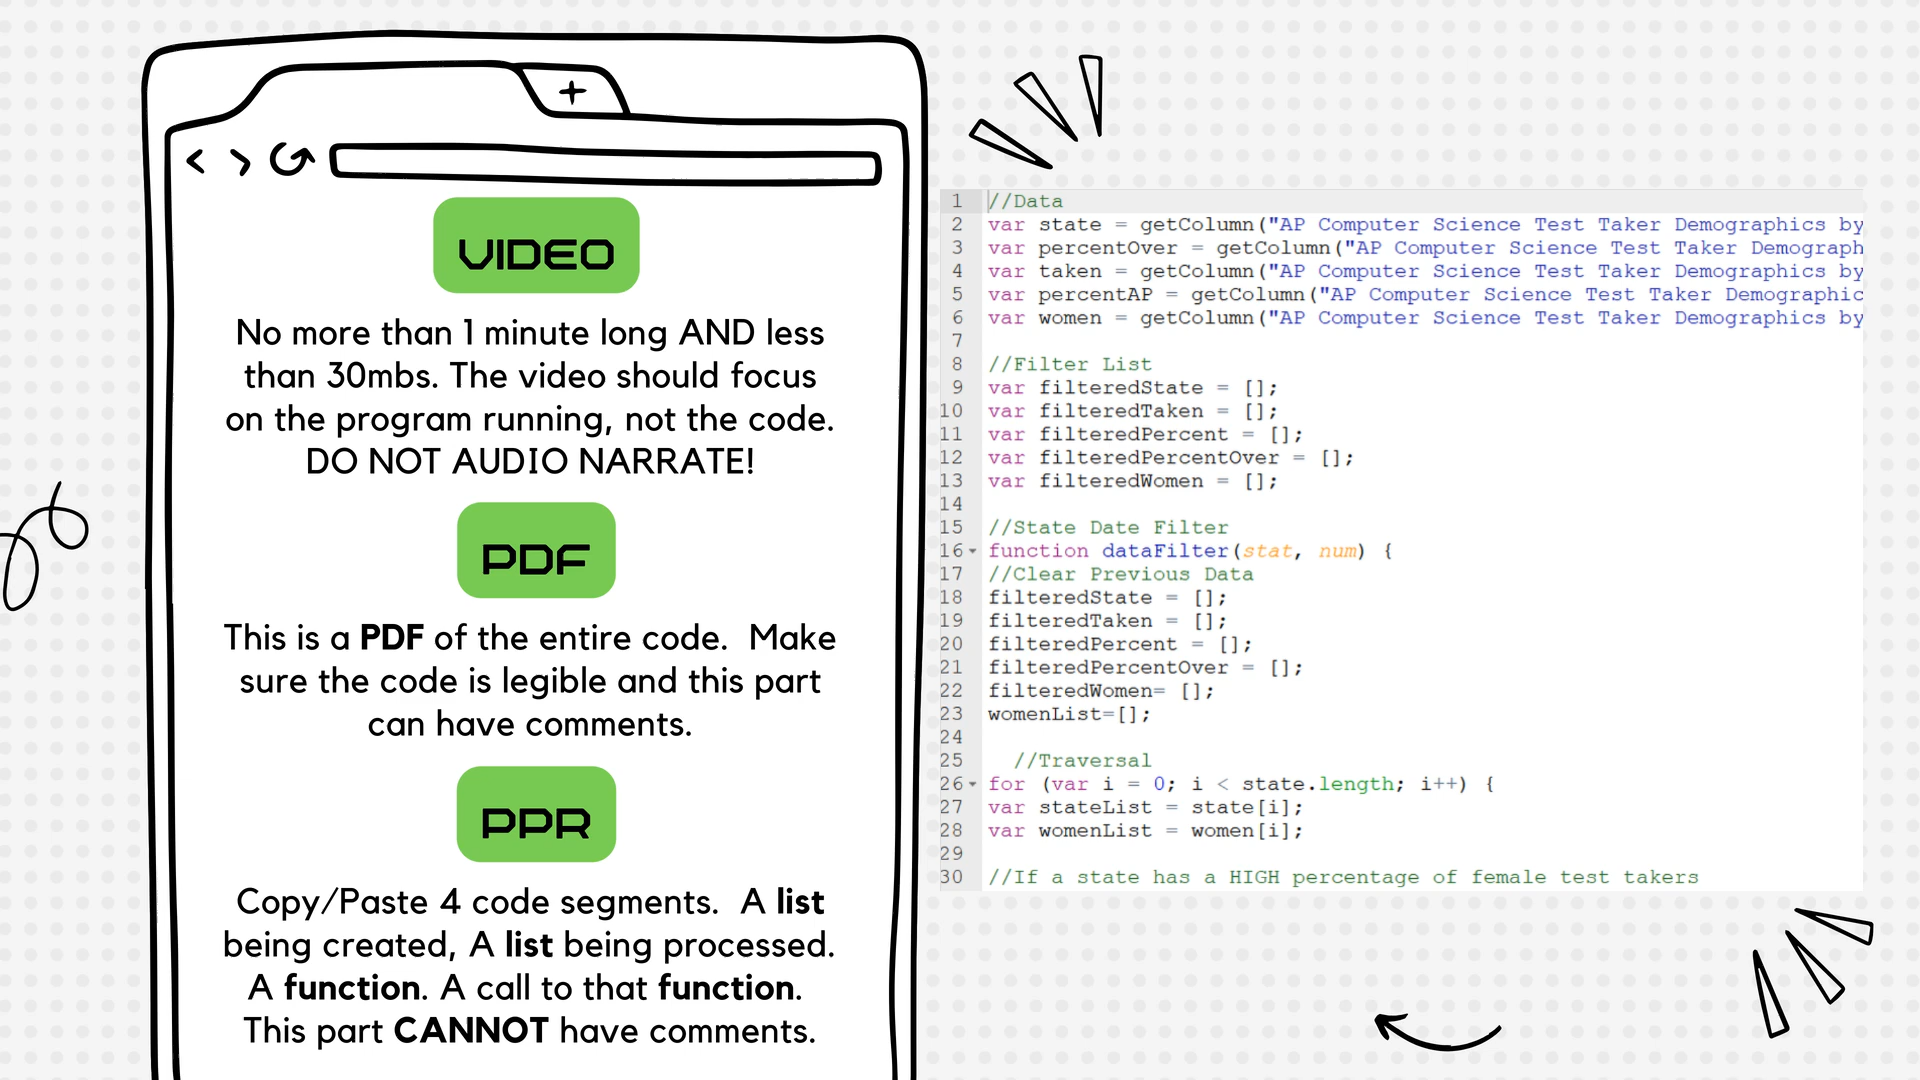 VIDEO
No more than 1 minute long AND less
than 30mbs. The video should focus
on the program running, not the code.
DO NOT AUDIO NARRATE!
PDF
This is a PDF of the entire code.  Make
sure the code is legible and this part
can have comments.
PPR
Copy/Paste 4 code segments.  A list
being created, A list being processed.
A function. A call to that function.
This part CANNOT have comments.
1 //Data
2 var state = getColumn("AP Computer Science Test Taker Demographics by
3 var percentOver = getColumn("AP Computer Science Test Taker Demograph
4 var taken = getColumn("AP Computer Science Test Taker Demographics by
5 var percentAP = getColumn("AP Computer Science Test Taker Demographic
6 var women = getColumn("AP Computer Science Test Taker Demographics by
7
8 //Filter List
9 var filteredState = [];
10 var filteredTaken = [];
11 var filteredPercent = [];
12 var filteredPercentOver = [];
13 var filteredWomen = [];
14
15 //State Date Filter
16 function dataFilter(stat, num) {
17 //Clear Previous Data
18 filteredState = [];
19 filteredTaken = [];
20 filteredPercent = [];
21 filteredPercentOver = [];
22 filteredWomen= [];
23 womenList=[];
24
25   //Traversal
26 for (var i = 0; i < state.length; i++) {
27 var stateList = state[i];
28 var womenList = women[i];
29
30 //If a state has a HIGH percentage of female test takers